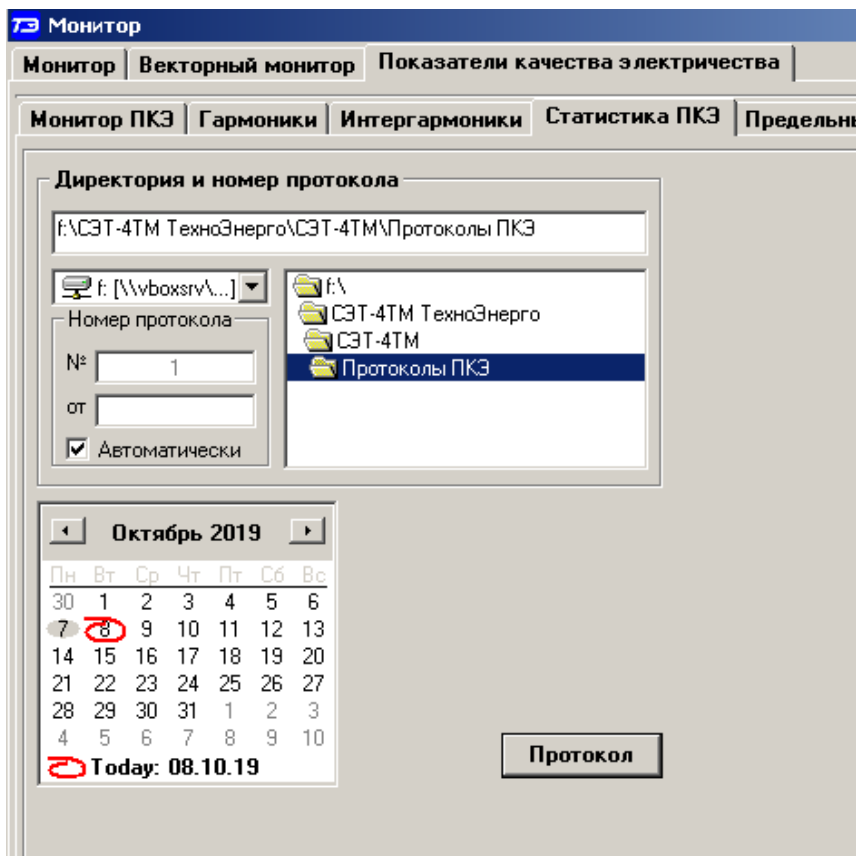 ТЭ Монитор
Монитор Векторный монитор Показатели качества электричества
Монитор ПКЭ Гармоники Интергармоники Статистика ПКЭ
Директория и номер протокола
f:\СЭТ-4ТМ ТехноЭнерго\СЭТ-4ТМ\Протоколы ПКЭ
f: [\\vboxsrv\...]
f:\
СЭТ-4ТМ ТехноЭнерго
СЭТ-4ТМ
Протоколы ПКЭ
Номер протокола
№ 1
от
Автоматически
Октябрь 2019
Пн Вт Ср Чт Пт Сб Вс
30 1 2 3 4 5 6
7 8 9 10 11 12 13
14 15 16 17 18 19 20
21 22 23 24 25 26 27
28 29 30 31 1 2 3
4 5 6 7 8 9 10
Today: 08.10.19
Протокол